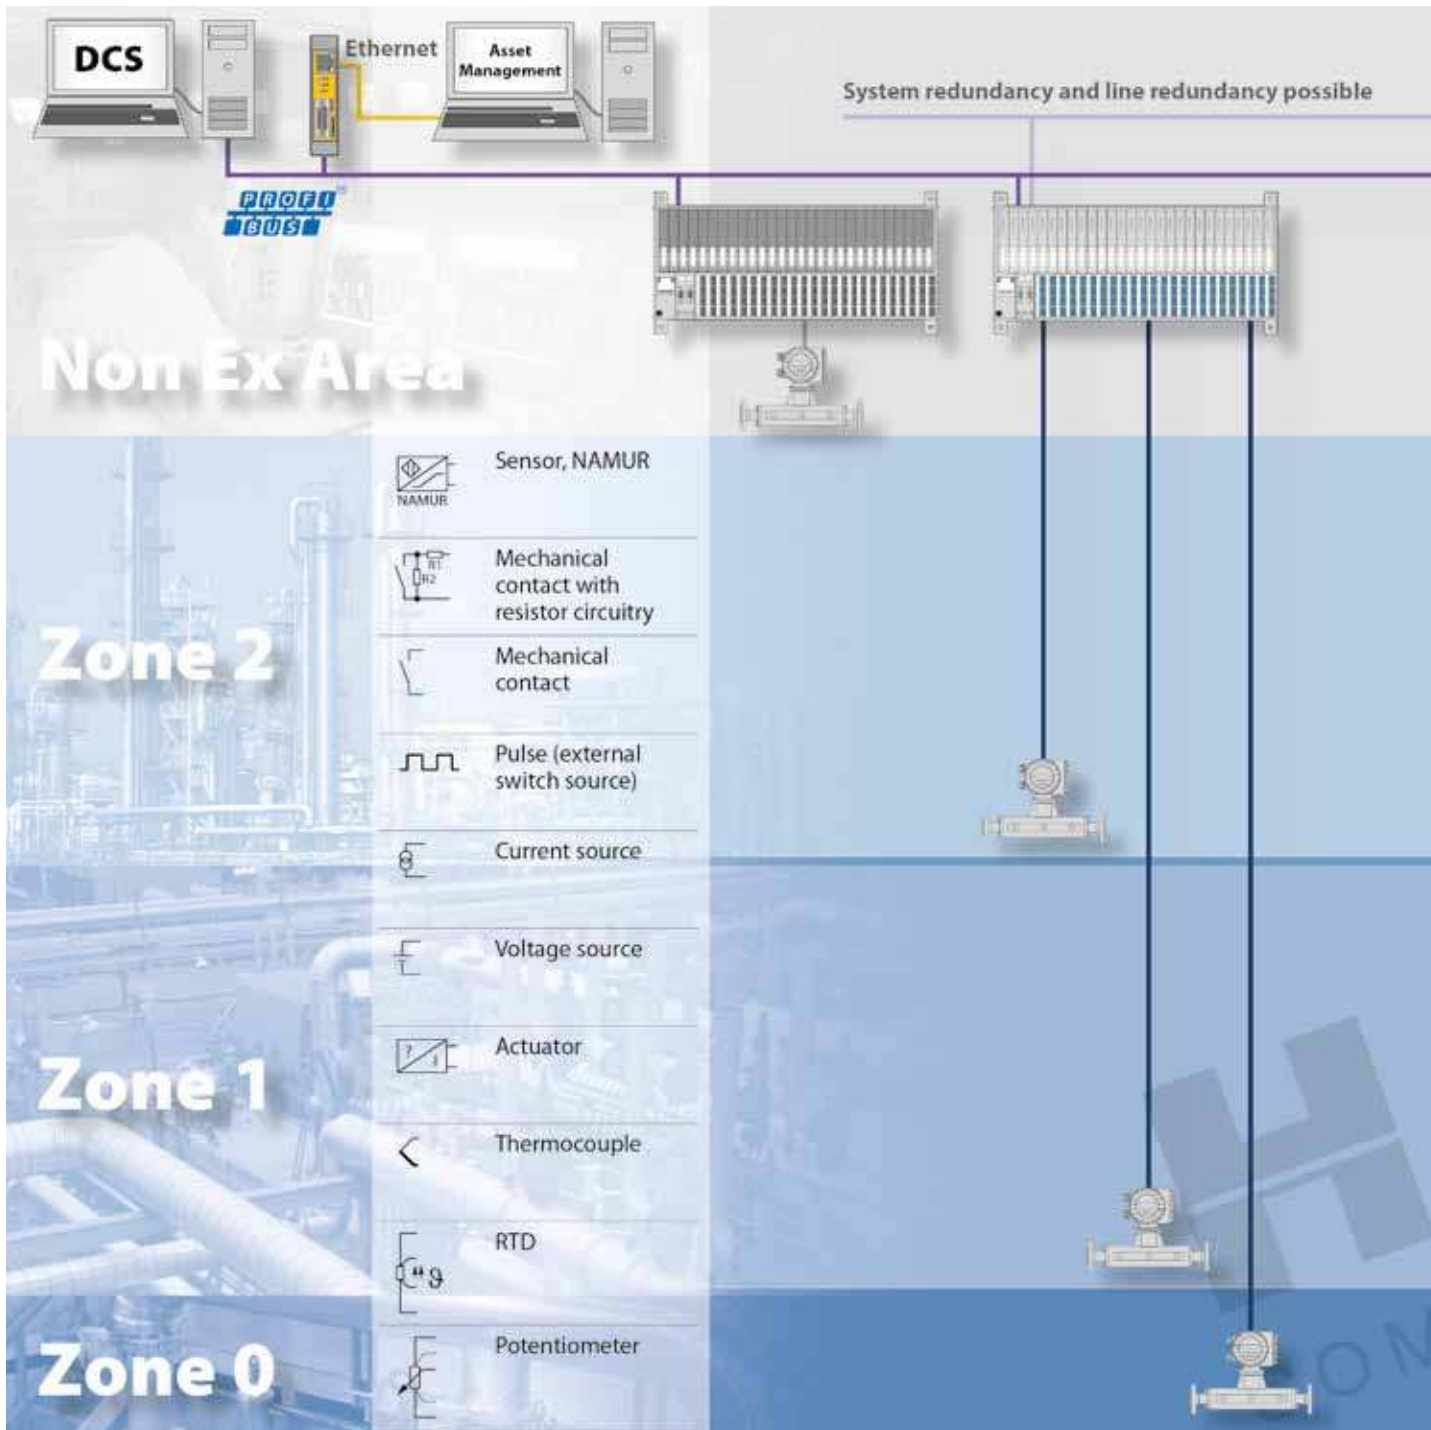 DCS
Ethernet
Asset
Management
System redundancy and line redundancy possible
PROFI
BUS
Non Ex Area
Sensor, NAMUR
NAMUR
Mechanical
contact with
resistor circuitry
R1
R2
Zone 2
Mechanical
contact
Pulse (external
switch source)
Current source
Voltage source
Actuator
Zone 1
Thermocouple
RTD
ϑ
Potentiometer
Zone 0
OM